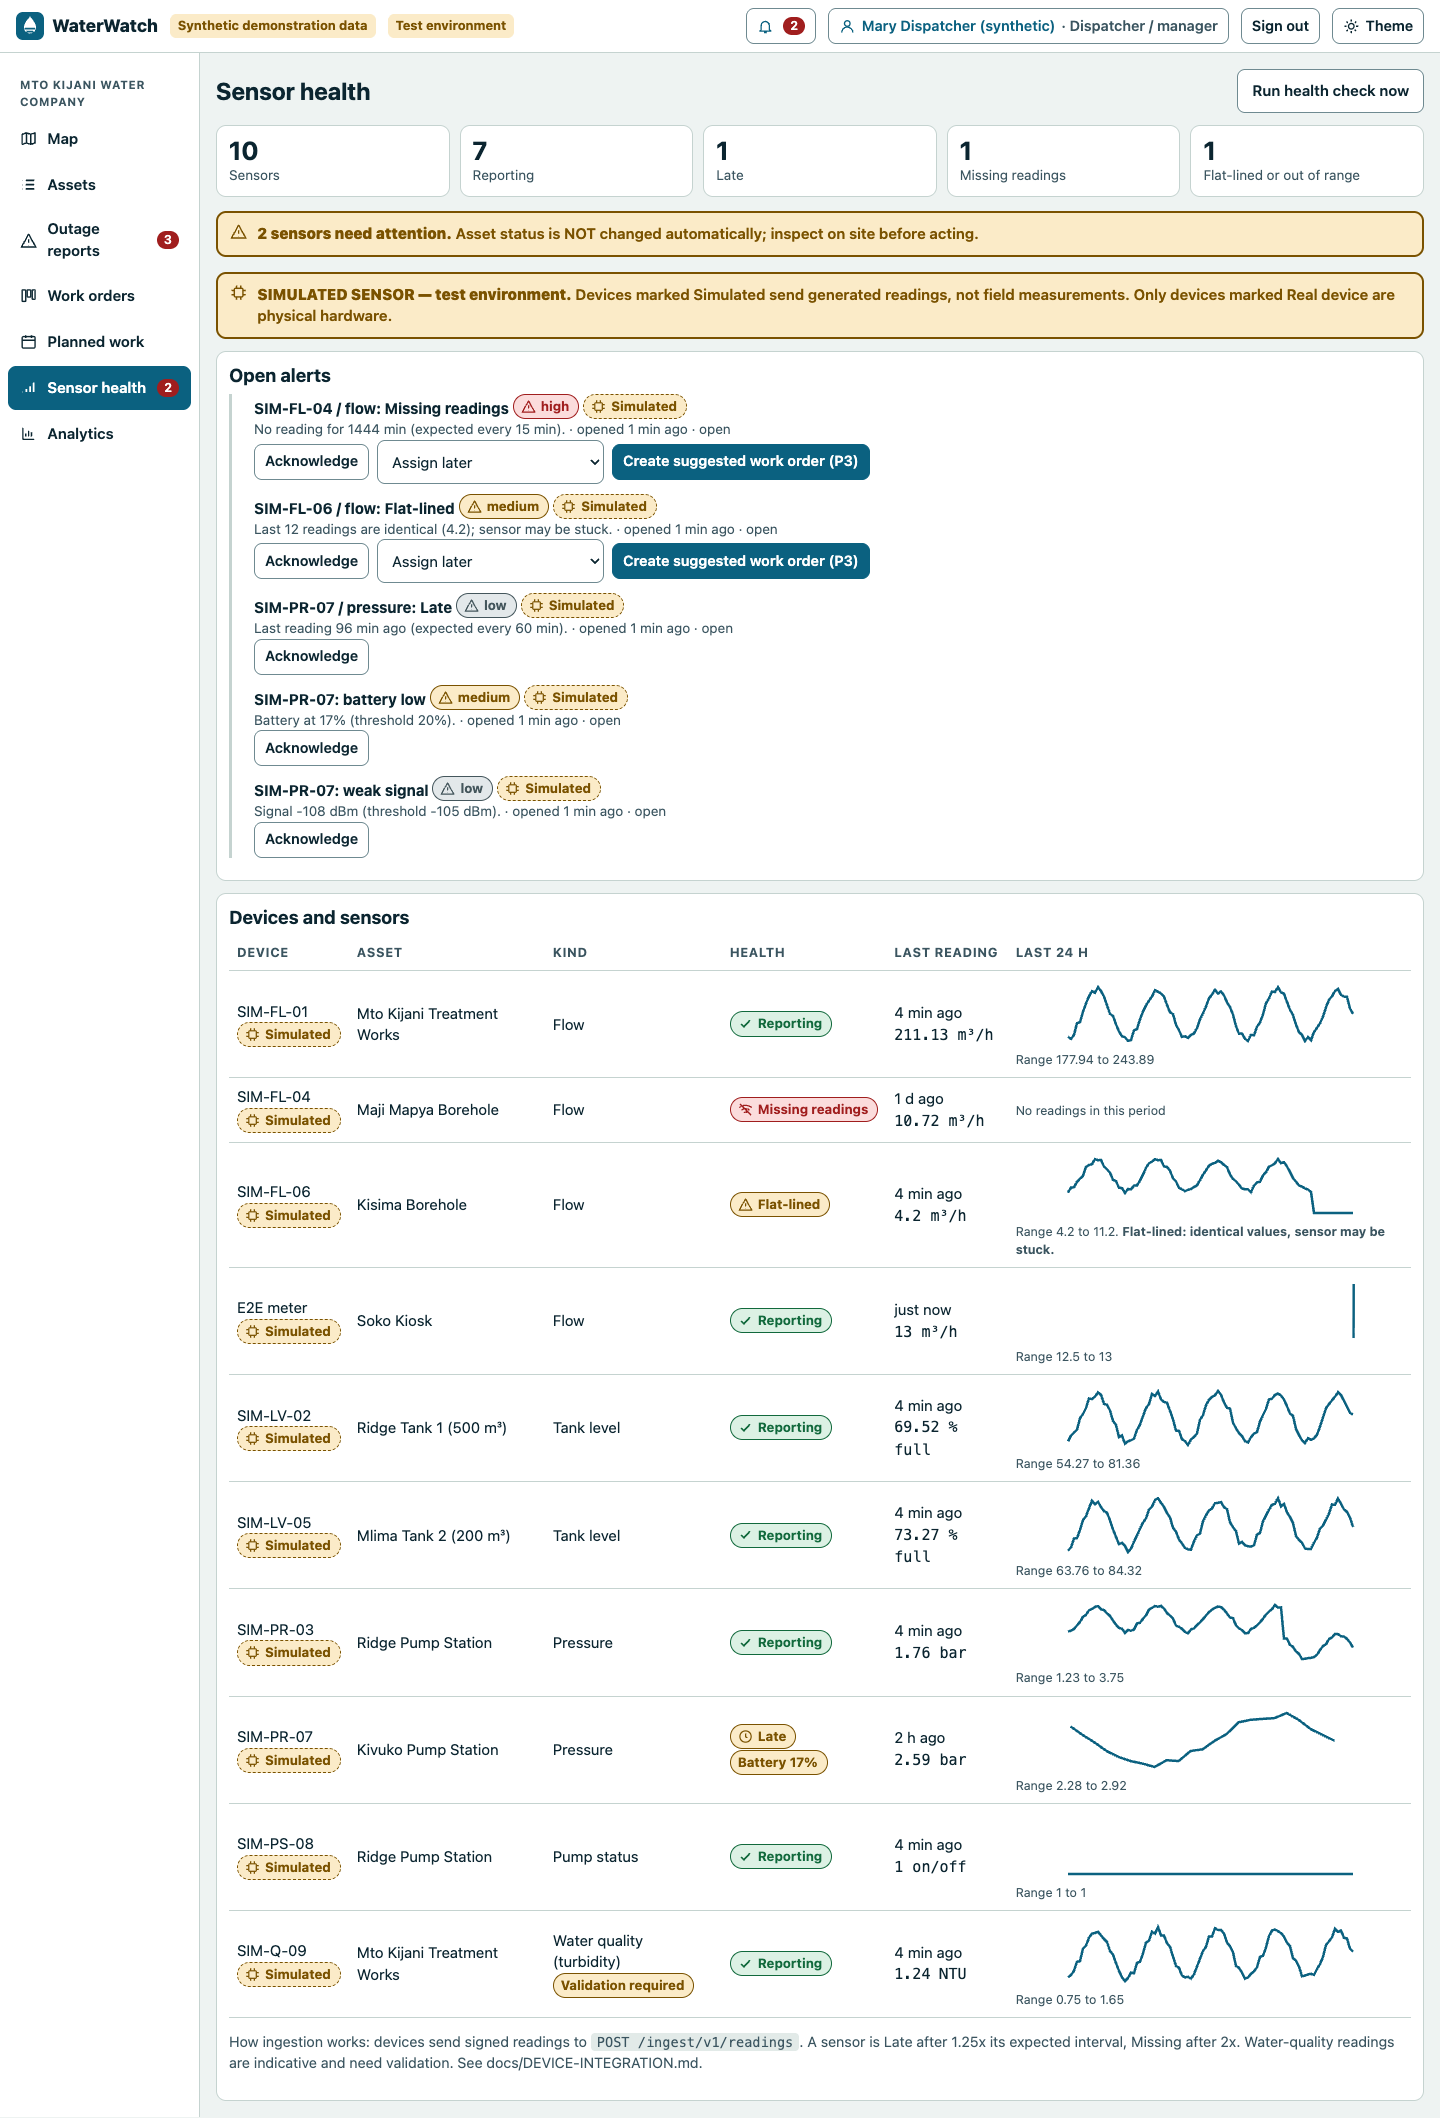 WaterWatch
Synthetic demonstration data
Test environment
2
Mary Dispatcher (synthetic) · Dispatcher / manager
Sign out
Theme
MTO KIJANI WATER
COMPANY
Map
Assets
Outage
reports
3
Work orders
Planned work
Sensor health
2
Analytics
Sensor health
Run health check now
10
Sensors
7
Reporting
1
Late
1
Missing readings
1
Flat-lined or out of range
2 sensors need attention. Asset status is NOT changed automatically; inspect on site before acting.
SIMULATED SENSOR — test environment. Devices marked Simulated send generated readings, not field measurements. Only devices marked Real device are
physical hardware.
Open alerts
SIM-FL-04 / flow: Missing readings high Simulated
No reading for 1444 min (expected every 15 min). · opened 1 min ago · open
Acknowledge Assign later Create suggested work order (P3)
SIM-FL-06 / flow: Flat-lined medium Simulated
Last 12 readings are identical (4.2); sensor may be stuck. · opened 1 min ago · open
Acknowledge Assign later Create suggested work order (P3)
SIM-PR-07 / pressure: Late low Simulated
Last reading 96 min ago (expected every 60 min). · opened 1 min ago · open
Acknowledge
SIM-PR-07: battery low medium Simulated
Battery at 17% (threshold 20%). · opened 1 min ago · open
Acknowledge
SIM-PR-07: weak signal low Simulated
Signal -108 dBm (threshold -105 dBm). · opened 1 min ago · open
Acknowledge
Devices and sensors
DEVICE ASSET KIND HEALTH LAST READING LAST 24 H
SIM-FL-01
Simulated
Mto Kijani Treatment
Works
Flow
Reporting
4 min ago
211.13 m³/h
Range 177.94 to 243.89
SIM-FL-04
Simulated
Maji Mapya Borehole
Flow
Missing readings
1 d ago
10.72 m³/h
No readings in this period
SIM-FL-06
Simulated
Kisima Borehole
Flow
Flat-lined
4 min ago
4.2 m³/h
Range 4.2 to 11.2. Flat-lined: identical values, sensor may be
stuck.
E2E meter
Simulated
Soko Kiosk
Flow
Reporting
just now
13 m³/h
Range 12.5 to 13
SIM-LV-02
Simulated
Ridge Tank 1 (500 m³)
Tank level
Reporting
4 min ago
69.52 %
full
Range 54.27 to 81.36
SIM-LV-05
Simulated
Mlima Tank 2 (200 m³)
Tank level
Reporting
4 min ago
73.27 %
full
Range 63.76 to 84.32
SIM-PR-03
Simulated
Ridge Pump Station
Pressure
Reporting
4 min ago
1.76 bar
Range 1.23 to 3.75
SIM-PR-07
Simulated
Kivuko Pump Station
Pressure
Late
Battery 17%
2 h ago
2.59 bar
Range 2.28 to 2.92
SIM-PS-08
Simulated
Ridge Pump Station
Pump status
Reporting
4 min ago
1 on/off
Range 1 to 1
SIM-Q-09
Simulated
Mto Kijani Treatment
Works
Water quality
(turbidity)
Validation required
Reporting
4 min ago
1.24 NTU
Range 0.75 to 1.65
How ingestion works: devices send signed readings to POST /ingest/v1/readings. A sensor is Late after 1.25x its expected interval, Missing after 2x. Water-quality readings
are indicative and need validation. See docs/DEVICE-INTEGRATION.md.